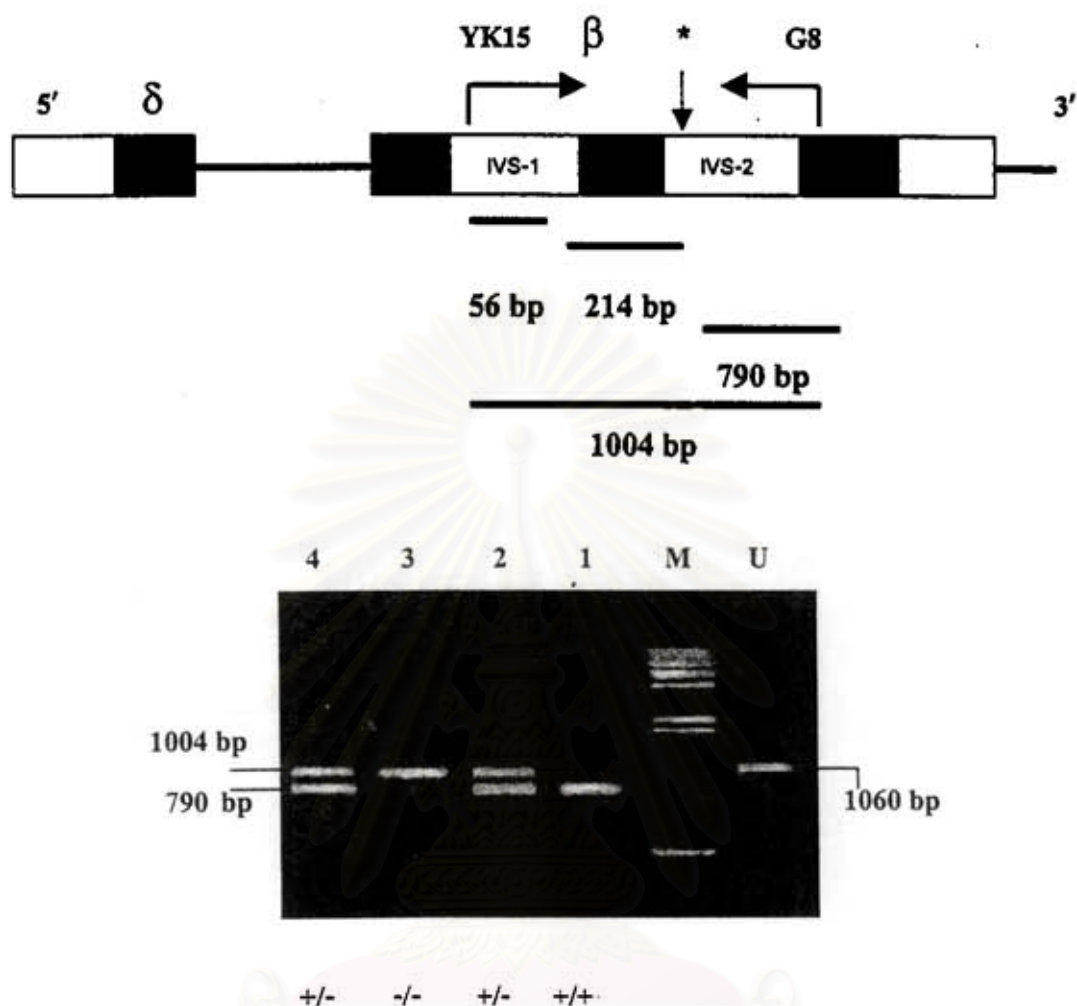 YK15 β * G8
5′ δ 3′
IVS-1 IVS-2
56 bp 214 bp
790 bp
1004 bp
4 3 2 1 M U
1004 bp
790 bp 1060 bp
+/- -/- +/- +/+